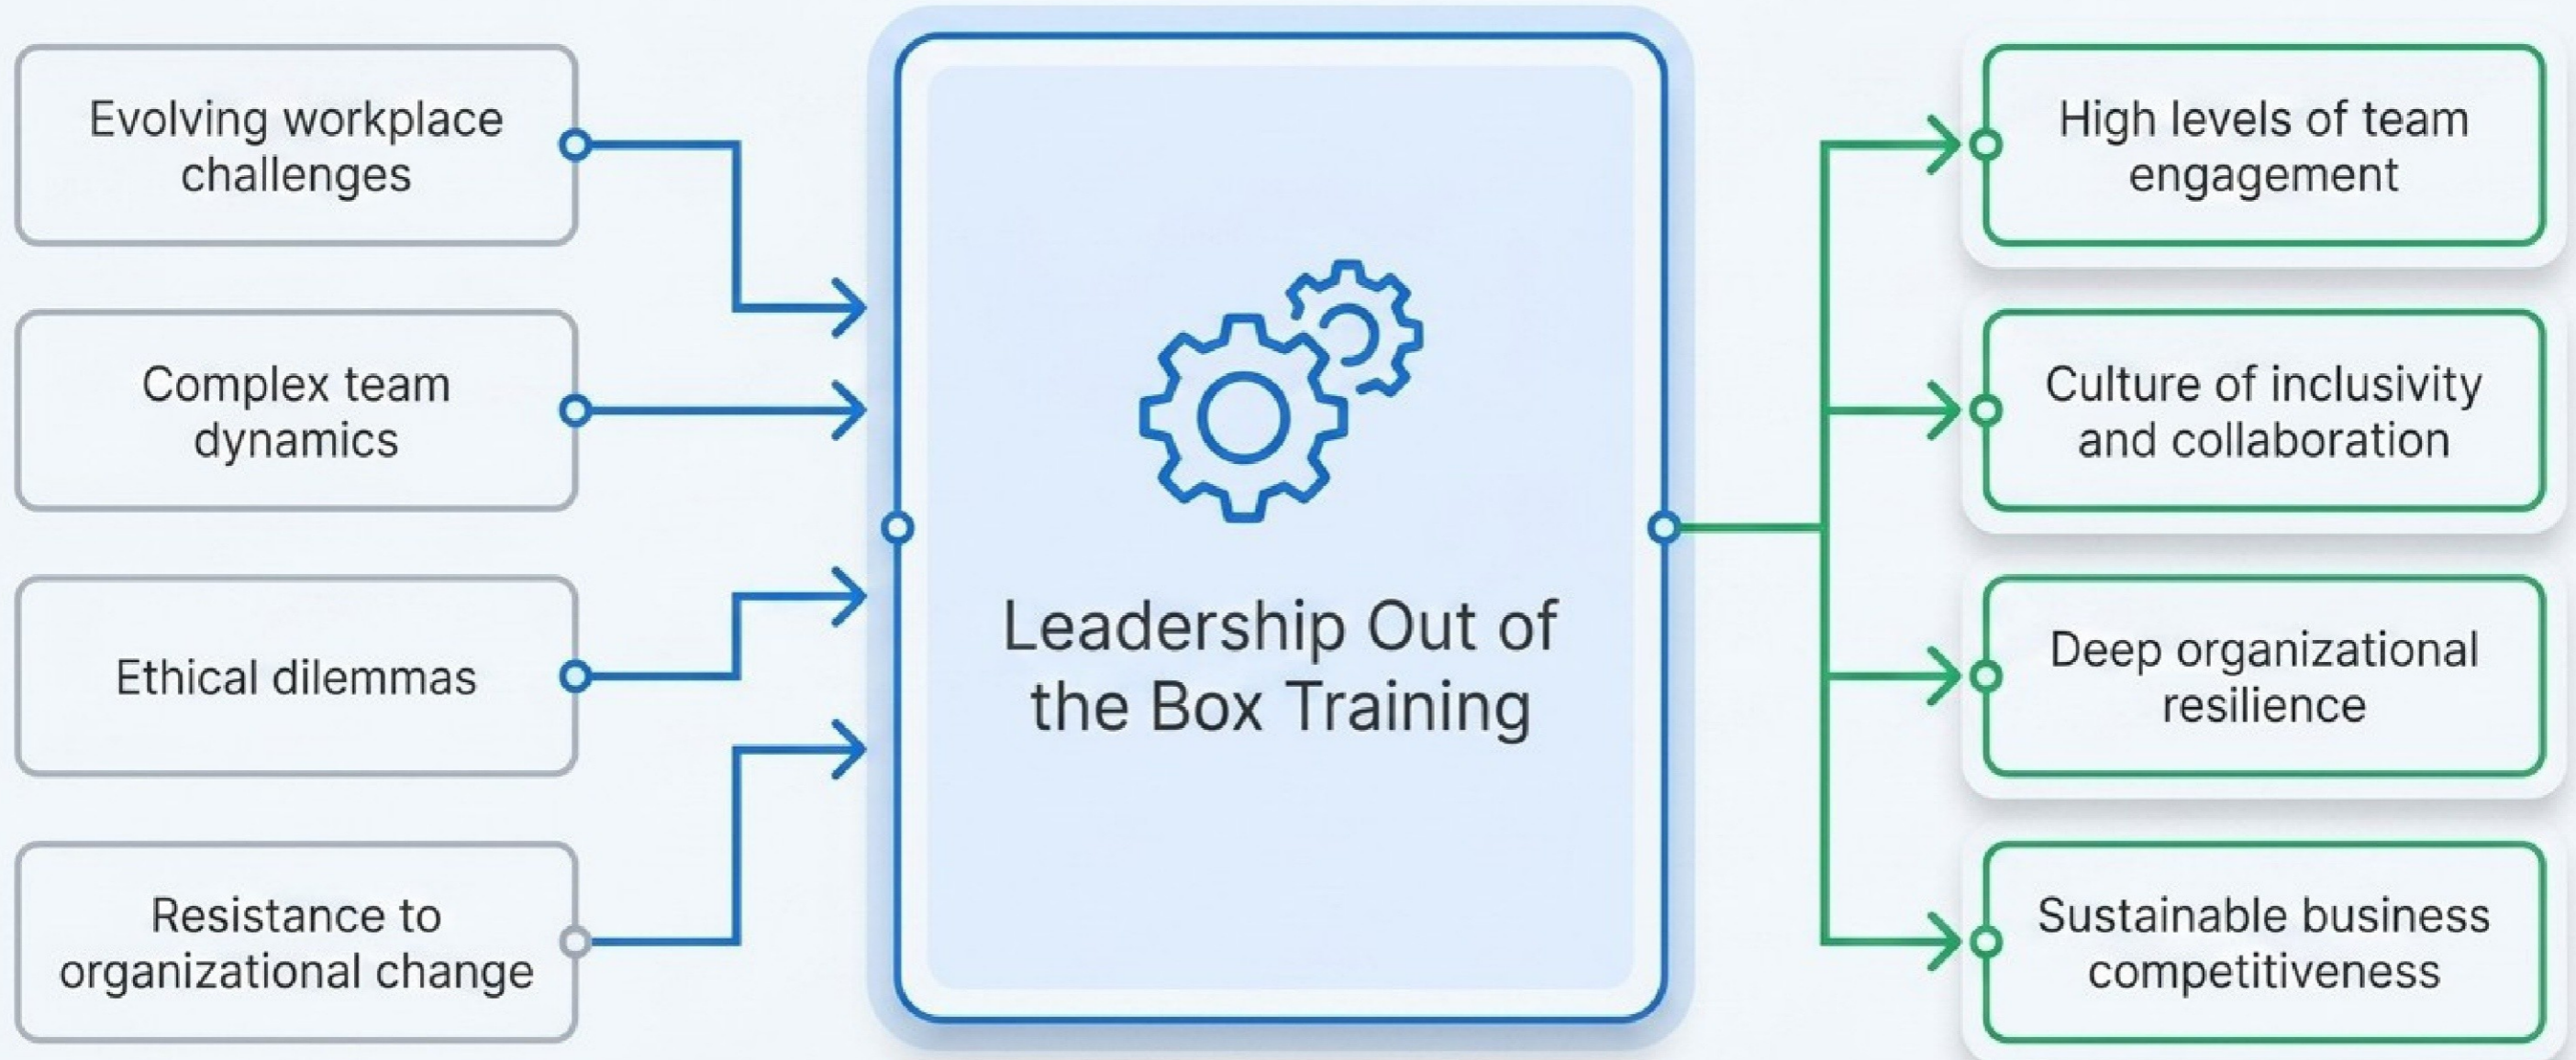 Evolving workplace
challenges
Complex team
dynamics
Ethical dilemmas
Resistance to
organizational change
Leadership Out of
the Box Training
High levels of team
engagement
Culture of inclusivity
and collaboration
Deep organizational
resilience
Sustainable business
competitiveness